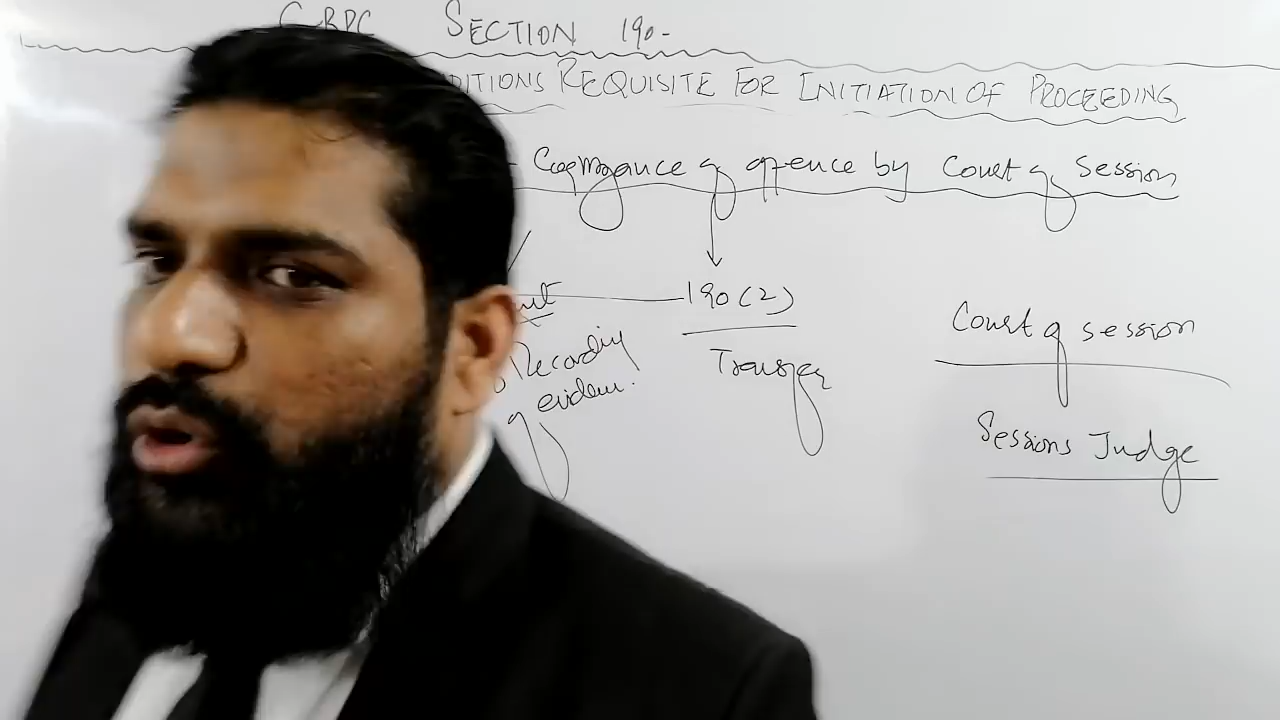 CRPC SECTION 190-
DITIONS REQUISITE FOR INITIATION OF PROCEEDING
- Cognizance of offence by Court of Session
190 (2)
Recording
of eviden.
Transfer
Court of session
Sessions Judge